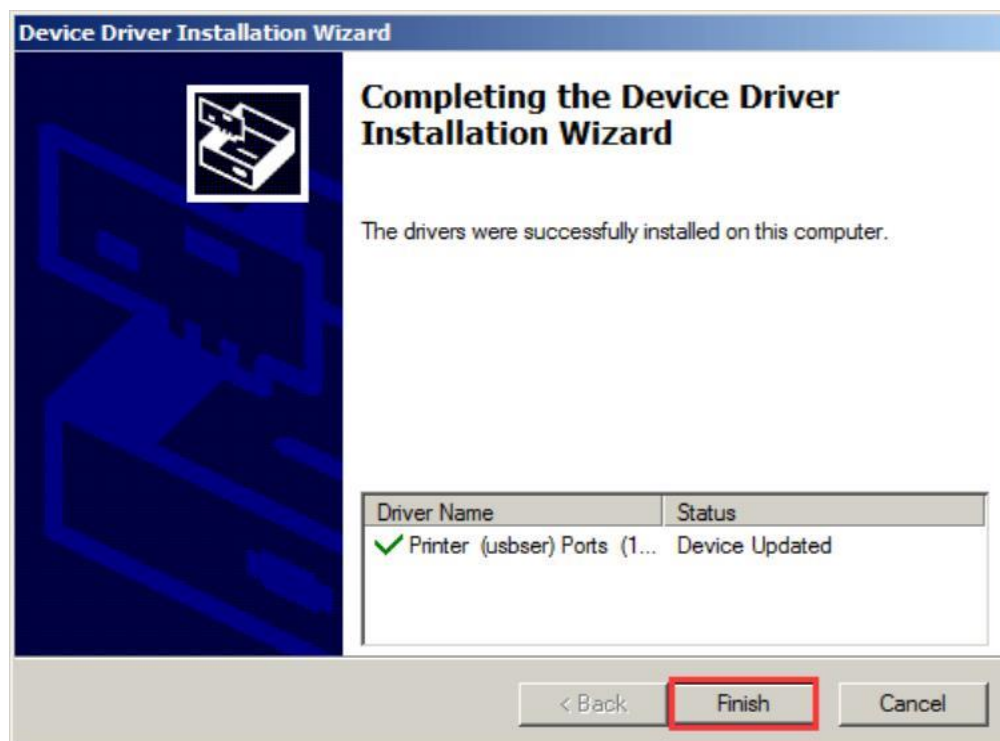 Device Driver Installation Wizard
Completing the Device Driver
Installation Wizard
The drivers were successfully installed on this computer.
Driver Name Status
Printer (usbser) Ports (1... Device Updated
< Back Finish Cancel